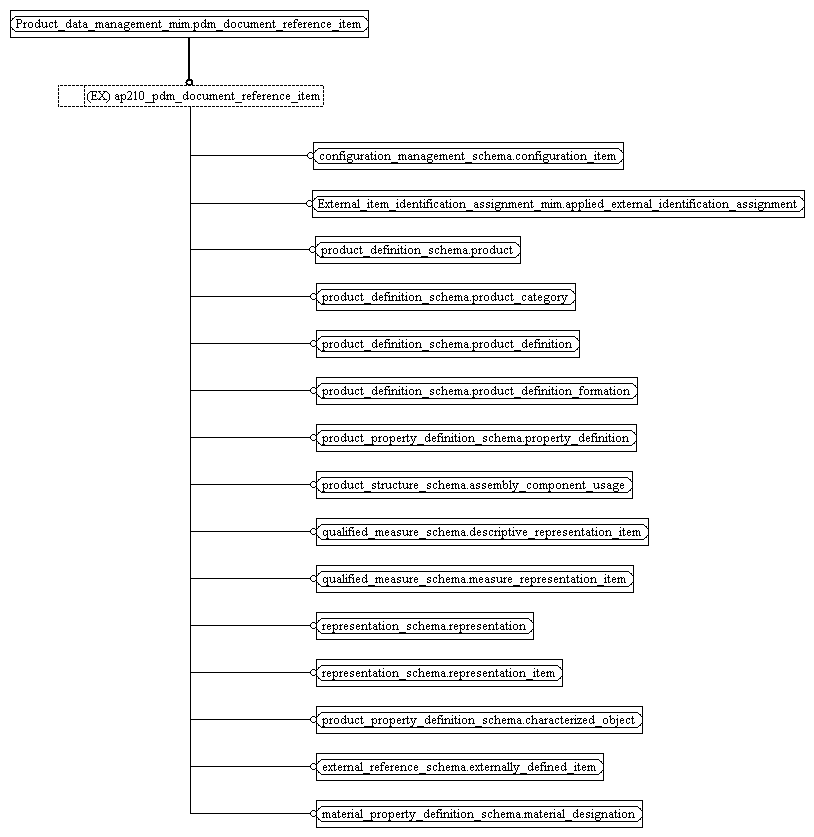 Product_data_management_mim.pdm_document_reference_item
(EX) ap210_pdm_document_reference_item
configuration_management_schema.configuration_item
External_item_identification_assignment_mim.applied_external_identification_assignment
product_definition_schema.product
product_definition_schema.product_category
product_definition_schema.product_definition
product_definition_schema.product_definition_formation
product_property_definition_schema.property_definition
product_structure_schema.assembly_component_usage
qualified_measure_schema.descriptive_representation_item
qualified_measure_schema.measure_representation_item
representation_schema.representation
representation_schema.representation_item
product_property_definition_schema.characterized_object
external_reference_schema.externally_defined_item
material_property_definition_schema.material_designation